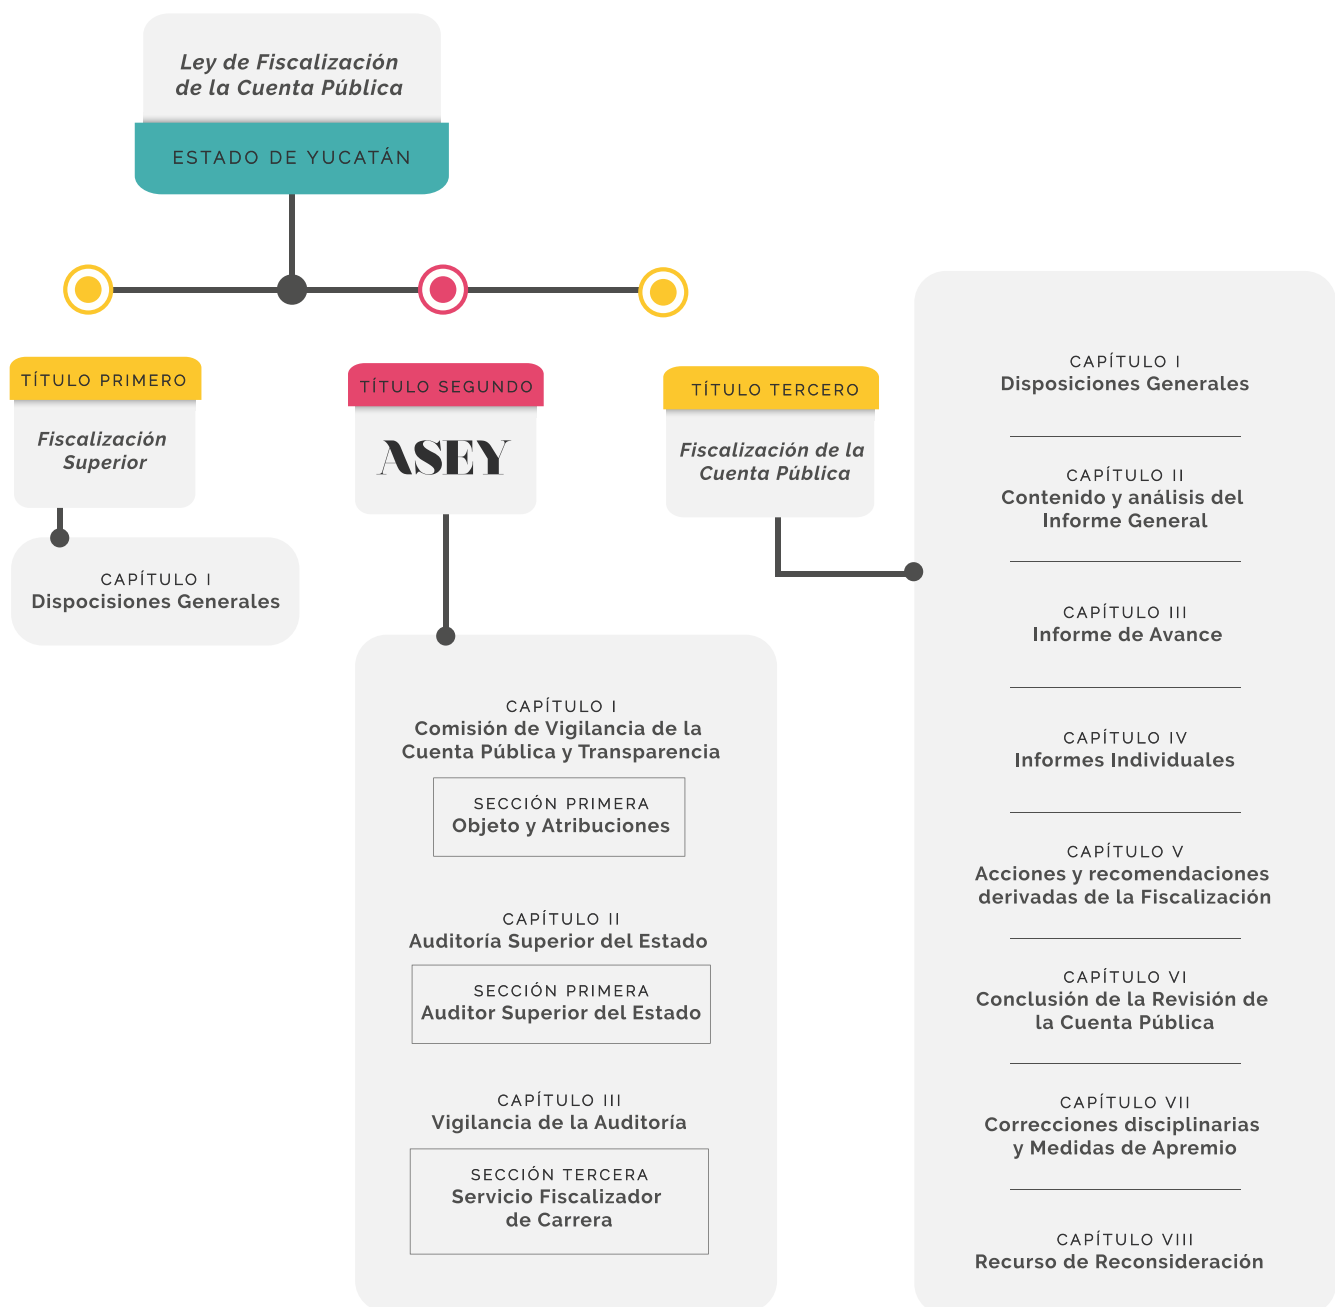 Ley de Fiscalización
de la Cuenta Pública
ESTADO DE YUCATÁN
TÍTULO PRIMERO
Fiscalización
Superior
CAPÍTULO I
Dispocisiones Generales
TÍTULO SEGUNDO
ASEY
CAPÍTULO I
Comisión de Vigilancia de la
Cuenta Pública y Transparencia
SECCIÓN PRIMERA
Objeto y Atribuciones
CAPÍTULO II
Auditoría Superior del Estado
SECCIÓN PRIMERA
Auditor Superior del Estado
CAPÍTULO III
Vigilancia de la Auditoría
SECCIÓN TERCERA
Servicio Fiscalizador
de Carrera
TÍTULO TERCERO
Fiscalización de la
Cuenta Pública
CAPÍTULO I
Disposiciones Generales
CAPÍTULO II
Contenido y análisis del
Informe General
CAPÍTULO III
Informe de Avance
CAPÍTULO IV
Informes Individuales
CAPÍTULO V
Acciones y recomendaciones
derivadas de la Fiscalización
CAPÍTULO VI
Conclusión de la Revisión de
la Cuenta Pública
CAPÍTULO VII
Correcciones disciplinarias
y Medidas de Apremio
CAPÍTULO VIII
Recurso de Reconsideración